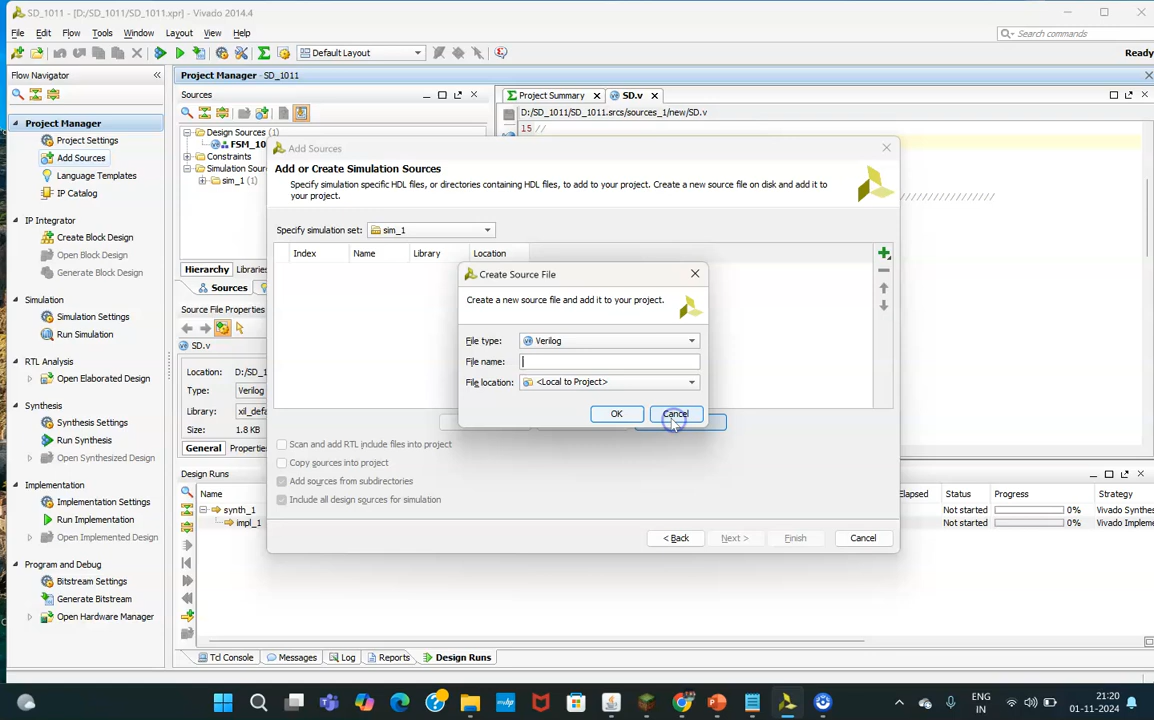 SD_1011 - [D:/SD_1011/SD_1011.xpr] - Vivado 2014.4
File Edit Flow Tools Window Layout View Help
Search commands
Default Layout
Ready
Flow Navigator
Project Manager
Project Settings
Add Sources
Language Templates
IP Catalog
IP Integrator
Create Block Design
Open Block Design
Generate Block Design
Simulation
Simulation Settings
Run Simulation
RTL Analysis
Open Elaborated Design
Synthesis
Synthesis Settings
Run Synthesis
Open Synthesized Design
Implementation
Implementation Settings
Run Implementation
Open Implemented Design
Program and Debug
Bitstream Settings
Generate Bitstream
Open Hardware Manager
Project Manager - SD_1011
Sources
Design Sources (1)
FSM_10
Constraints
Simulation Sour
sim_1 (1)
Hierarchy Libraries
Sources
Source File Properties
SD.v
Location: D:/SD_1
Type: Verilog
Library: xil_defa
Size: 1.8 KB
General Properties
Project Summary SD.v
D:/SD_1011/SD_1011.srcs/sources_1/new/SD.v
15 //
Add Sources
Add or Create Simulation Sources
Specify simulation specific HDL files, or directories containing HDL files, to add to your project. Create a new source file on disk and add it to
your project.
Specify simulation set: sim_1
Index Name Library Location
Create Source File
Create a new source file and add it to your project.
File type: Verilog
File name:
File location: <Local to Project>
OK Cancel
Scan and add RTL include files into project
Copy sources into project
Add sources from subdirectories
Include all design sources for simulation
< Back Next > Finish Cancel
Design Runs
Name Elapsed Status Progress Strategy
synth_1 Not started 0% Vivado Synthes
impl_1 Not started 0% Vivado Impleme
Tcl Console Messages Log Reports Design Runs
ENG
IN
21:20
01-11-2024